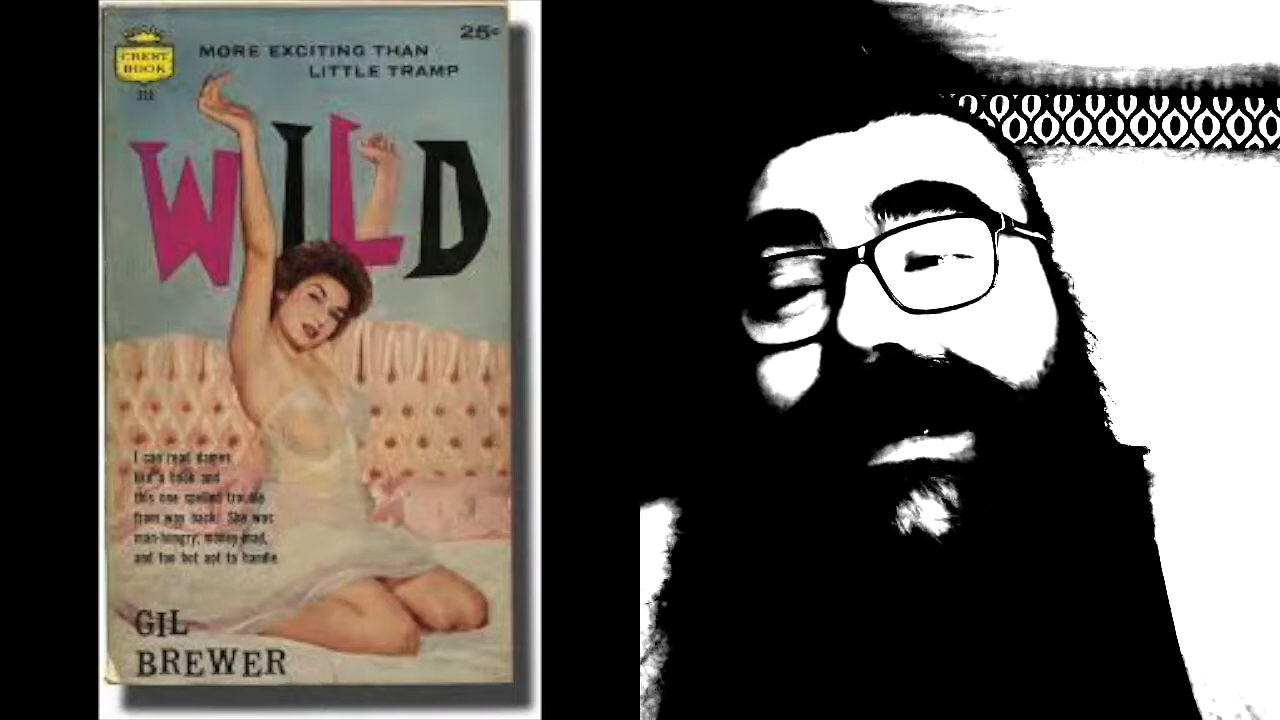 25¢
CREST
BOOK
MORE EXCITING THAN
LITTLE TRAMP
WILD
I can read dames
like a book and
this one spelled trouble
from way back. She was
man-hungry, money-mad,
and too hot apt to handle
GIL
BREWER